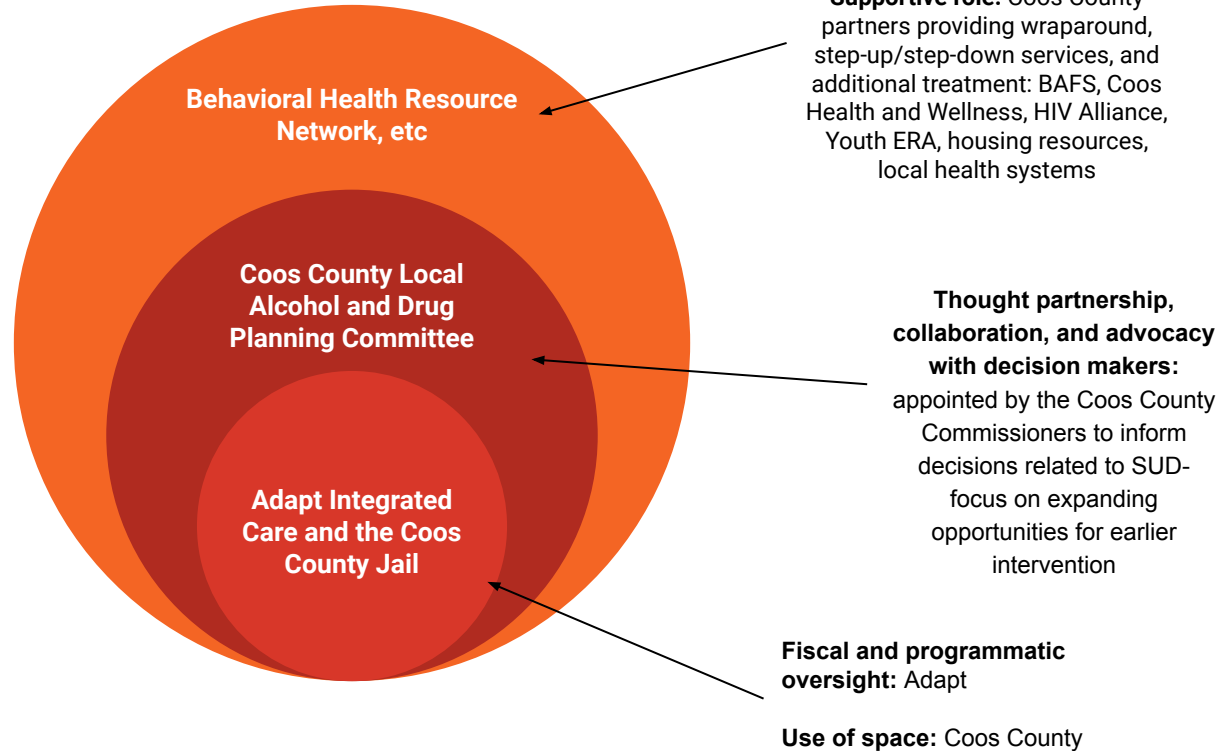 Supportive role: Coos County
partners providing wraparound,
step-up/step-down services, and
additional treatment: BAFS, Coos
Health and Wellness, HIV Alliance,
Youth ERA, housing resources,
local health systems
Behavioral Health Resource
Network, etc
Coos County Local
Alcohol and Drug
Planning Committee
Thought partnership,
collaboration, and advocacy
with decision makers:
appointed by the Coos County
Commissioners to inform
decisions related to SUD-
focus on expanding
opportunities for earlier
intervention
Adapt Integrated
Care and the Coos
County Jail
Fiscal and programmatic
oversight: Adapt
Use of space: Coos County